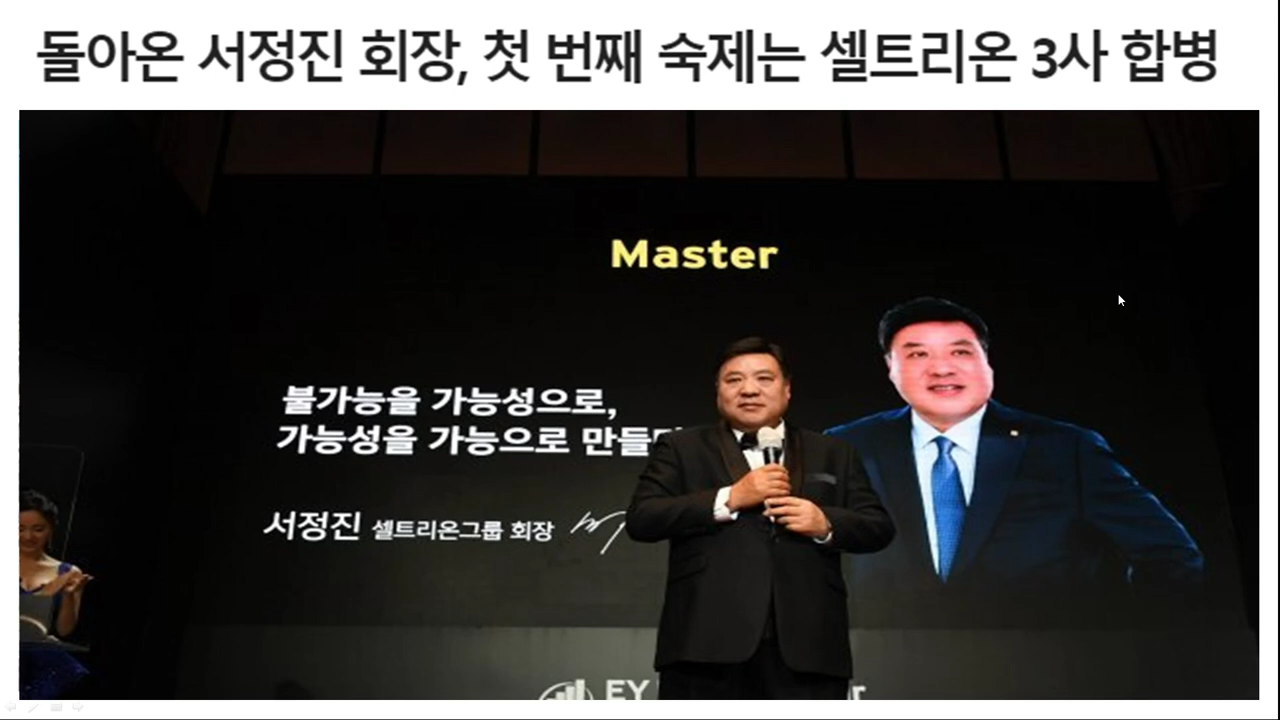 돌아온 서정진 회장, 첫 번째 숙제는 셀트리온 3사 합병
Master
불가능을 가능성으로,
가능성을 가능으로
서정진 셀트리온그룹 회장
EY